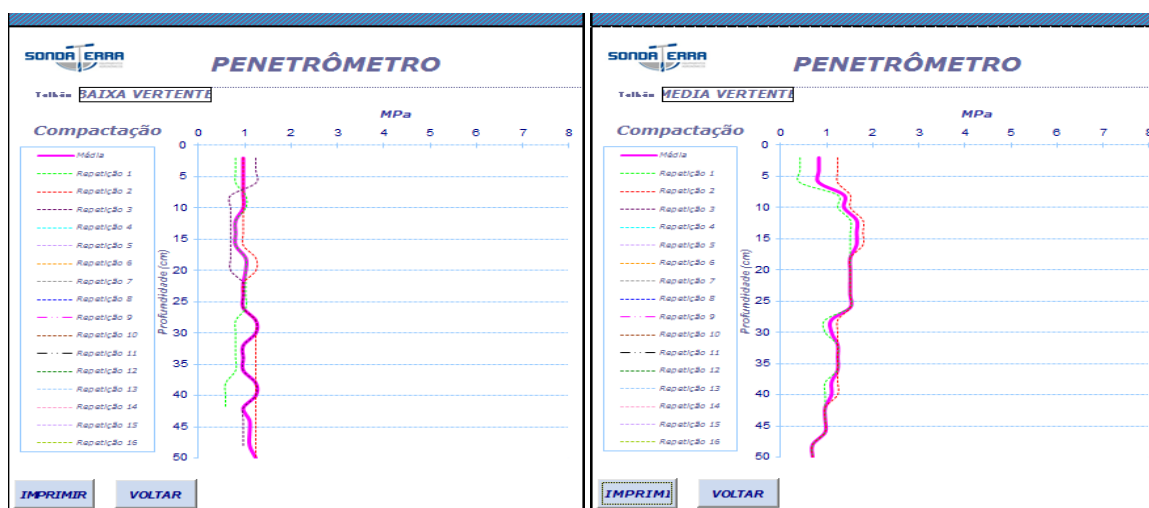 SONDATERRA
PENETRÔMETRO
Talhão BAIXA VERTENTE
MPa
Compactação
0 1 2 3 4 5 6 7 8
Média
Repetição 1
Repetição 2
Repetição 3
Repetição 4
Repetição 5
Repetição 6
Repetição 7
Repetição 8
Repetição 9
Repetição 10
Repetição 11
Repetição 12
Repetição 13
Repetição 14
Repetição 15
Repetição 16
Profundidade (cm)
0
5
10
15
20
25
30
35
40
45
50
IMPRIMIR VOLTAR
SONDATERRA
PENETRÔMETRO
Talhão MEDIA VERTENTE
MPa
Compactação
0 1 2 3 4 5 6 7 8
Média
Repetição 1
Repetição 2
Repetição 3
Repetição 4
Repetição 5
Repetição 6
Repetição 7
Repetição 8
Repetição 9
Repetição 10
Repetição 11
Repetição 12
Repetição 13
Repetição 14
Repetição 15
Repetição 16
Profundidade (cm)
0
5
10
15
20
25
30
35
40
45
50
IMPRIMI VOLTAR